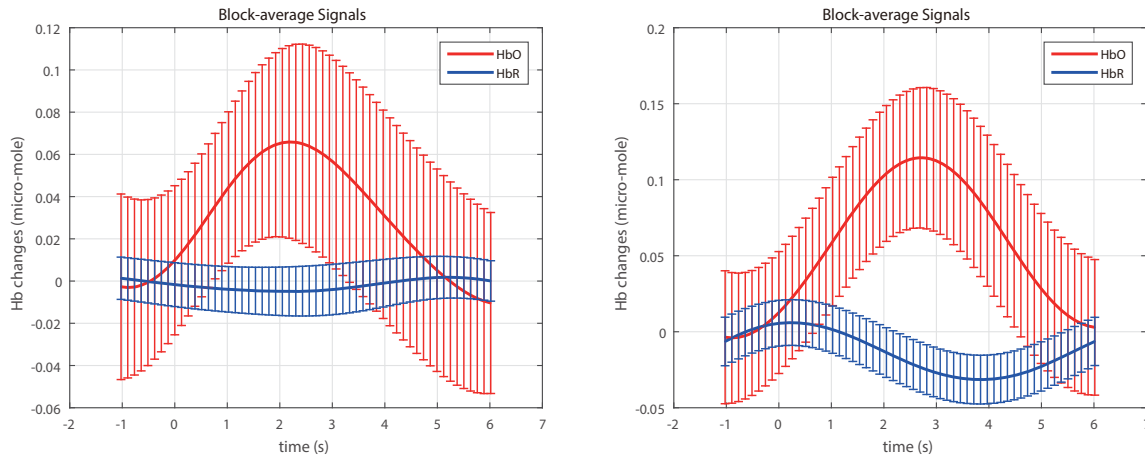 Block-average Signals
HbO
HbR
Hb changes (micro-mole)
0.12
0.1
0.08
0.06
0.04
0.02
0
-0.02
-0.04
-0.06
-2 -1 0 1 2 3 4 5 6 7
time (s)
Block-average Signals
HbO
HbR
Hb changes (micro-mole)
0.2
0.15
0.1
0.05
0
-0.05
-2 -1 0 1 2 3 4 5 6 7
time (s)